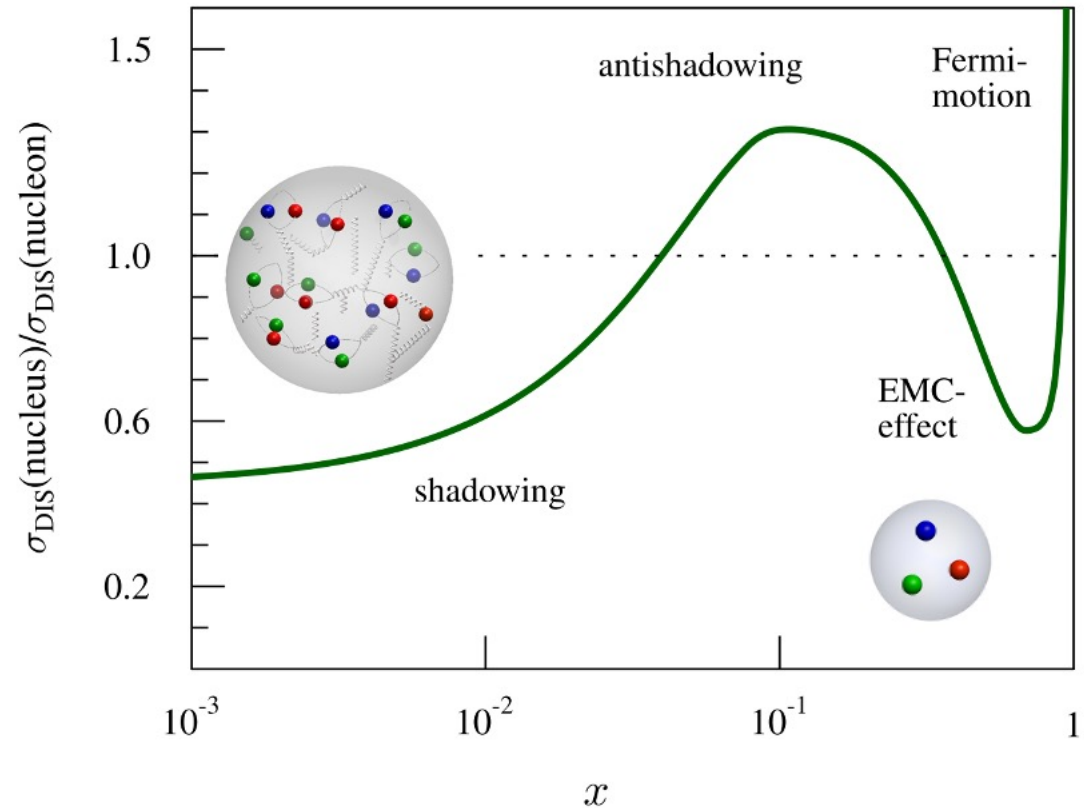 σDIS(nucleus)/σDIS(nucleon)
1.5
1.0
0.6
0.2
antishadowing
Fermi-
motion
EMC-
effect
shadowing
10⁻³
10⁻²
10⁻¹
1
x